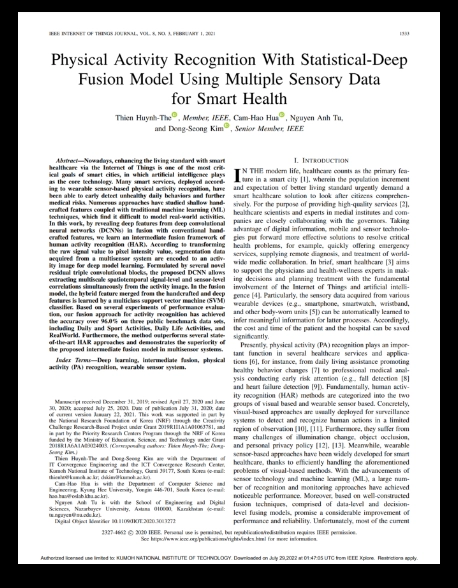 IEEE INTERNET OF THINGS JOURNAL, VOL. 8, NO. 3, FEBRUARY 1, 2021
1533
Physical Activity Recognition With Statistical-Deep
Fusion Model Using Multiple Sensory Data
for Smart Health
Thien Huynh-The, Member, IEEE, Cam-Hao Hua, Nguyen Anh Tu,
and Dong-Seong Kim, Senior Member, IEEE
Abstract—Nowadays, enhancing the living standard with smart
healthcare via the Internet of Things is one of the most crit-
ical goals of smart cities, in which artificial intelligence plays
as the core technology. Many smart services, deployed accord-
ing to wearable sensor-based physical activity recognition, have
been able to early detect unhealthy daily behaviors and further
medical risks. Numerous approaches have studied shallow hand-
crafted features coupled with traditional machine learning (ML)
techniques, which find it difficult to model real-world activities.
In this work, by revealing deep features from deep convolutional
neural networks (DCNNs) in fusion with conventional hand-
crafted features, we learn an intermediate fusion framework of
human activity recognition (HAR). According to transforming
the raw signal value to pixel intensity value, segmentation data
acquired from a multisensor system are encoded to an activ-
ity image for deep model learning. Formulated by several novel
residual triple convolutional blocks, the proposed DCNN allows
extracting multiscale spatiotemporal signal-level and sensor-level
correlations simultaneously from the activity image. In the fusion
model, the hybrid feature merged from the handcrafted and deep
features is learned by a multiclass support vector machine (SVM)
classifier. Based on several experiments of performance evalua-
tion, our fusion approach for activity recognition has achieved
the accuracy over 96.0% on three public benchmark data sets,
including Daily and Sport Activities, Daily Life Activities, and
RealWorld. Furthermore, the method outperforms several state-
of-the-art HAR approaches and demonstrates the superiority of
the proposed intermediate fusion model in multisensor systems.
Index Terms—Deep learning, intermediate fusion, physical
activity (PA) recognition, wearable sensor system.
Manuscript received December 31, 2019; revised April 27, 2020 and June
30, 2020; accepted July 25, 2020. Date of publication July 31, 2020; date
of current version January 22, 2021. This work was supported in part by
the National Research Foundation of Korea (NRF) through the Creativity
Challenge Research-Based Project under Grant
in part by the Priority Research Centers Program through the NRF of Korea
funded by the Ministry of Education, Science, and Technology under Grant
2018R1A6A1A03024003. (Corresponding authors: Thien Huynh-The; Dong-
Seong Kim.)
Thien Huynh-The and Dong-Seong Kim are with the Department of
IT Convergence Engineering and the ICT Convergence Research Center,
Kumoh National Institute of Technology, Gumi 39177, South Korea (e-mail:
thienht@kumoh.ac.kr; dskim@kumoh.ac.kr).
Cam-Hao Hua is with the Department of Computer Science and
Engineering, Kyung Hee University, Yongin 446-701, South Korea (e-mail:
hao.hua@oslab.khu.ac.kr).
Nguyen Anh Tu is with the School of Engineering and Digital
Sciences, Nazarbayev University, Astana 010000, Kazakhstan (e-mail:
tu.nguyen@nu.edu.kz).
Digital Object Identifier 10.1109/JIOT.2020.3013272
I. INTRODUCTION
IN THE modern life, healthcare counts as the primary fea-
ture in a smart city [1], wherein the population increment
and expectation of better living standard urgently demand a
smart healthcare solution to look after citizens comprehen-
sively. For the purpose of providing high-quality services [2],
healthcare scientists and experts in medial institutes and com-
panies are closely collaborating with the governors. Taking
advantage of digital information, mobile and sensor technolo-
gies put forward more effective solutions to resolve critical
health problems, for example, quickly offering emergency
services, supplying remote diagnosis, and treatment of world-
wide medical collaboration. In brief, smart healthcare [3] aims
to support the physicians and health-wellness experts in mak-
ing decisions and planning treatment with the fundamental
involvement of the Internet of Things and artificial intelli-
gence [4]. Particularly, the sensory data acquired from various
wearable devices (e.g., smartphone, smartwatch, wristband,
and other body-worn units [5]) can be automatically learned to
infer meaningful information for latter processes. Accordingly,
the cost and time of the patient and the hospital can be saved
significantly.
Presently, physical activity (PA) recognition plays an impor-
tant function in several healthcare services and applica-
tions [6], for instance, from daily living assistance promoting
healthy behavior changes [7] to professional medical anal-
ysis conducting early risk attention (e.g., fall detection [8]
and heart failure detection [9]). Fundamentally, human activ-
ity recognition (HAR) methods are categorized into the two
groups of visual based and wearable sensor based. Concretely,
visual-based approaches are usually deployed for surveillance
systems to detect and recognize human actions in a limited
region of observation [10], [11]. Furthermore, they suffer from
many challenges of illumination change, object occlusion,
and personal privacy policy [12], [13]. Meanwhile, wearable
sensor-based approaches have been widely developed for smart
healthcare, thanks to efficiently handling the aforementioned
problems of visual-based methods. With the advancements of
sensor technology and machine learning (ML), a large num-
ber of recognition and monitoring approaches have achieved
noticeable performance. Moreover, based on well-constructed
fusion techniques, comprised of data-level and decision-
level fusing models, promise a considerable improvement of
performance and reliability. Unfortunately, most of the current
2327-4662 © 2020 IEEE. Personal use is permitted, but republication/redistribution requires IEEE permission.
See https://www.ieee.org/publications/rights/index.html for more information.
Authorized licensed use limited to: KUMOH NATIONAL INSTITUTE OF TECHNOLOGY. Downloaded on July 29,2022 at 01:47:05 UTC from IEEE Xplore. Restrictions apply.